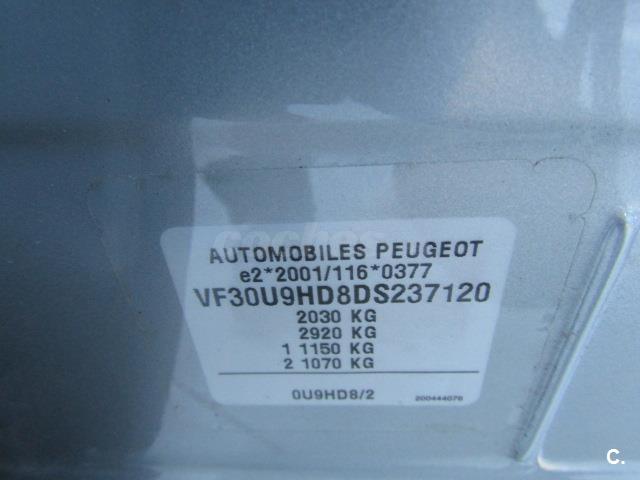 coches
AUTOMOBILES PEUGEOT
e2*2001/116*0377
VF30U9HD8DS237120
2030 KG
2920 KG
1 1150 KG
2 1070 KG
0U9HD8/2
200444076
C.